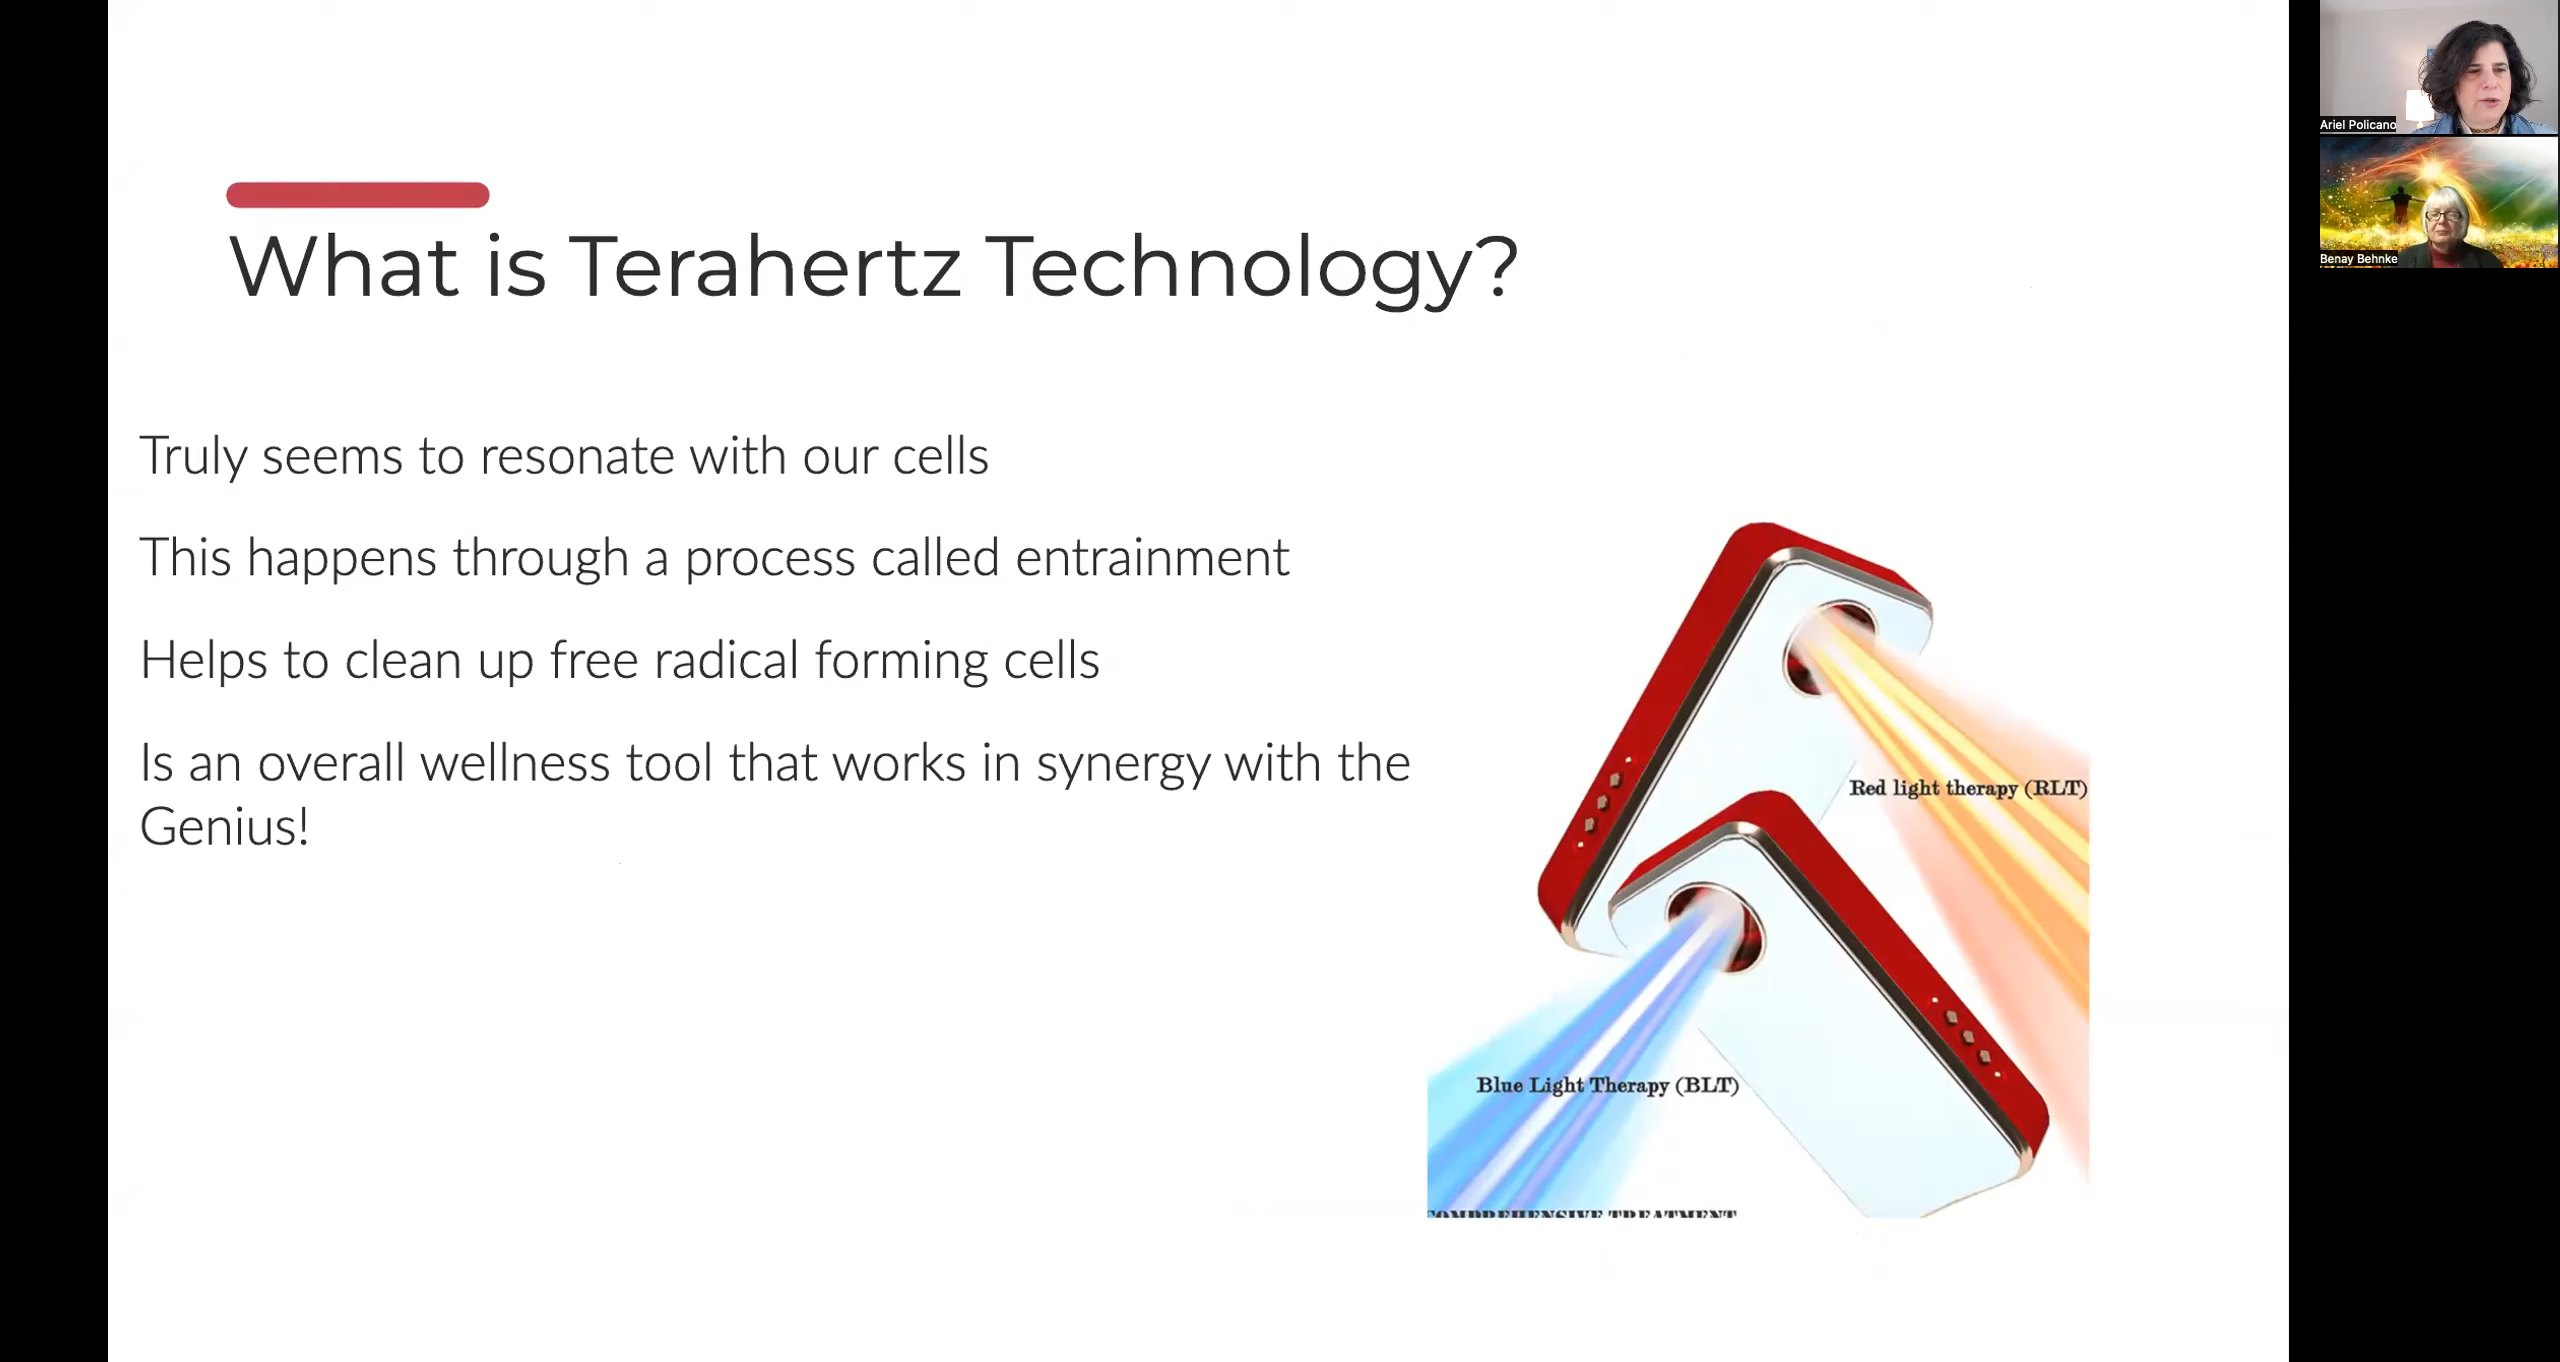 What is Terahertz Technology?
Truly seems to resonate with our cells
This happens through a process called entrainment
Helps to clean up free radical forming cells
Is an overall wellness tool that works in synergy with the
Genius!
Red light therapy (RLT)
Blue Light Therapy (BLT)
COMPREHENSIVE TREATMENT
Ariel Policano
Benay Behnke